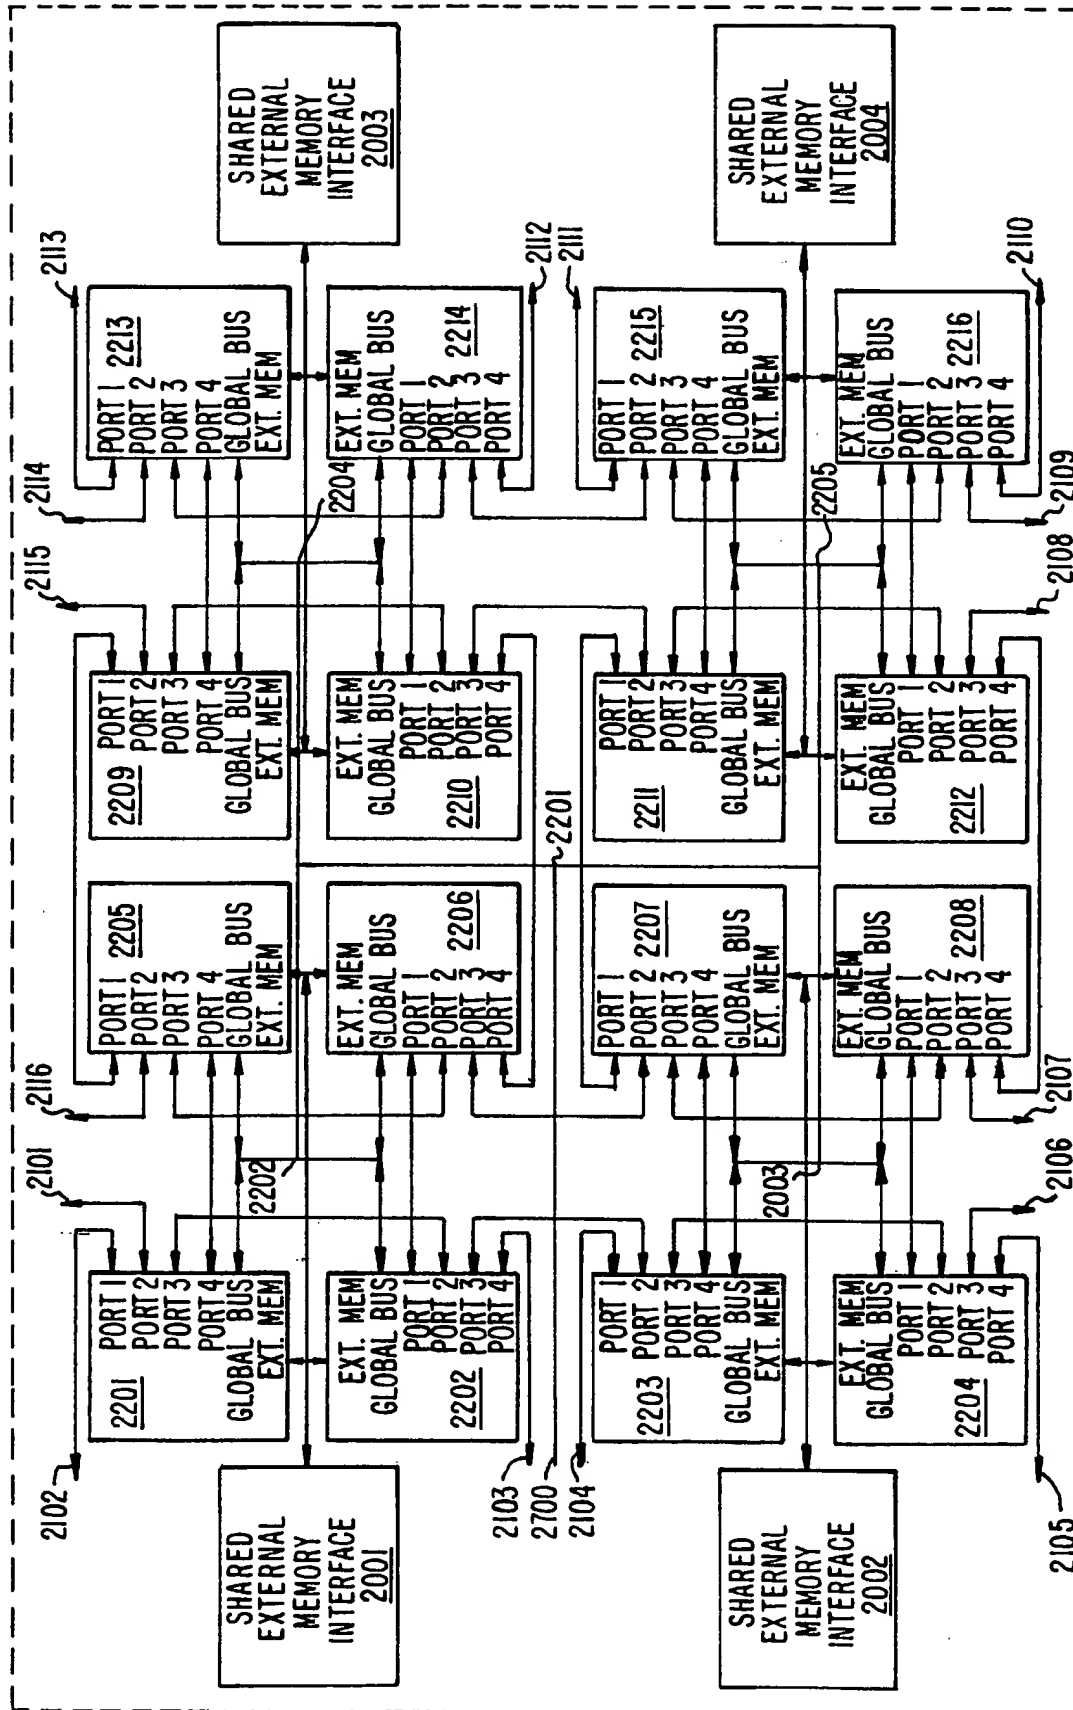 2102
2101
2116
2115
2114
2113
SHARED
EXTERNAL
MEMORY
INTERFACE
2001
2201
PORT 1
PORT 2
PORT 3
PORT 4
GLOBAL BUS
EXT. MEM
2205
PORT 1
PORT 2
PORT 3
PORT 4
GLOBAL BUS
EXT. MEM
2209
PORT 1
PORT 2
PORT 3
PORT 4
GLOBAL BUS
EXT. MEM
2213
PORT 1
PORT 2
PORT 3
PORT 4
GLOBAL BUS
EXT. MEM
SHARED
EXTERNAL
MEMORY
INTERFACE
2003
2202
2204
2202
EXT. MEM
GLOBAL BUS
PORT 1
PORT 2
PORT 3
PORT 4
2206
EXT. MEM
GLOBAL BUS
PORT 1
PORT 2
PORT 3
PORT 4
2210
EXT. MEM
GLOBAL BUS
PORT 1
PORT 2
PORT 3
PORT 4
2214
EXT. MEM
GLOBAL BUS
PORT 1
PORT 2
PORT 3
PORT 4
2103
2112
2700
2201
2104
2111
SHARED
EXTERNAL
MEMORY
INTERFACE
2002
2203
PORT 1
PORT 2
PORT 3
PORT 4
GLOBAL BUS
EXT. MEM
2207
PORT 1
PORT 2
PORT 3
PORT 4
GLOBAL BUS
EXT. MEM
2211
PORT 1
PORT 2
PORT 3
PORT 4
GLOBAL BUS
EXT. MEM
2215
PORT 1
PORT 2
PORT 3
PORT 4
GLOBAL BUS
EXT. MEM
SHARED
EXTERNAL
MEMORY
INTERFACE
2004
2003
2205
2204
EXT. MEM
GLOBAL BUS
PORT 1
PORT 2
PORT 3
PORT 4
2208
EXT. MEM
GLOBAL BUS
PORT 1
PORT 2
PORT 3
PORT 4
2212
EXT. MEM
GLOBAL BUS
PORT 1
PORT 2
PORT 3
PORT 4
2216
EXT. MEM
GLOBAL BUS
PORT 1
PORT 2
PORT 3
PORT 4
2105
2106
2107
2108
2109
2110